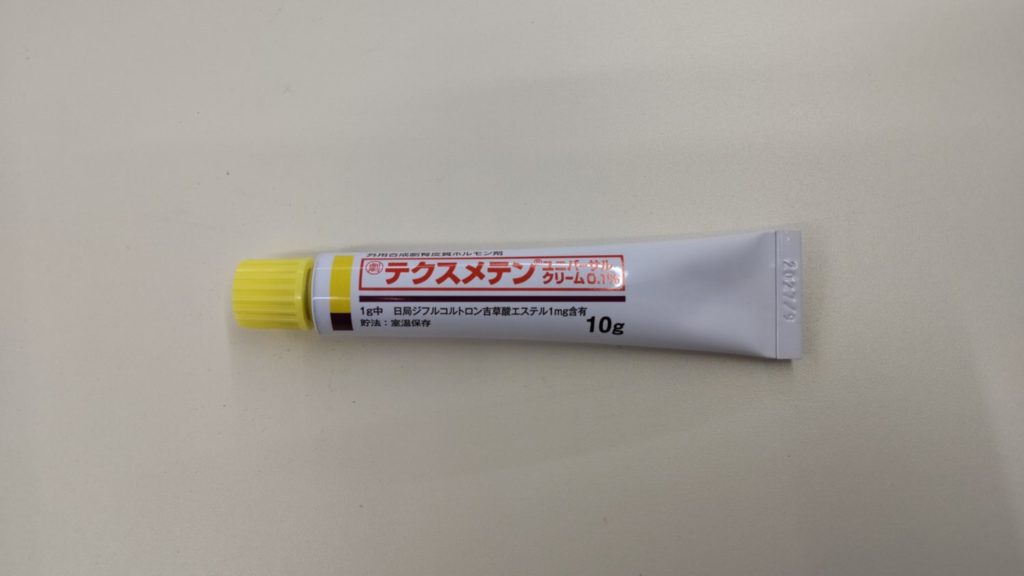 外用合成副腎皮質ホルモン剤
劇 テクスメテン® ユニバーサル
クリーム0.1%
1g中 日局ジフルコルトロン吉草酸エステル1mg含有
貯法：室温保存
10g
2027/9